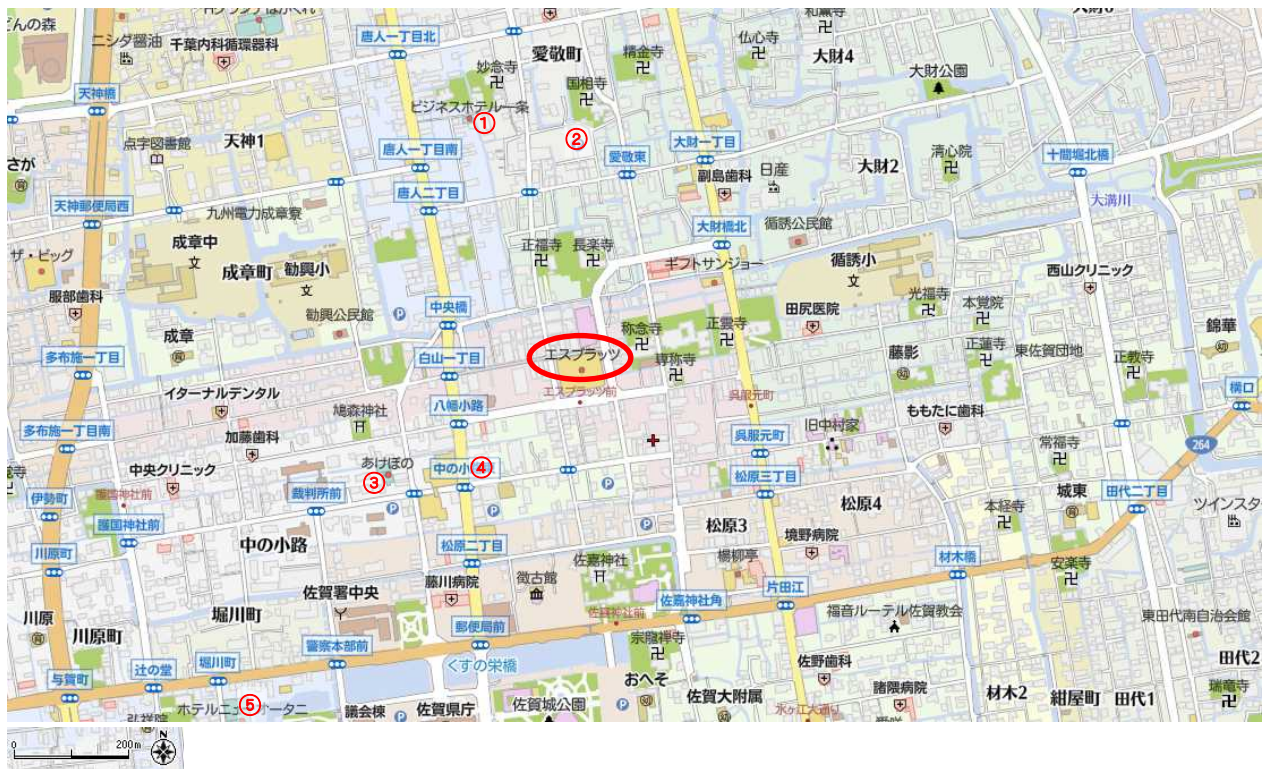 どんの森
ニシダ醤油
千葉内科循環器科
唐人一丁目北
愛敬町
精金寺
仏心寺
大財4
妙念寺
国相寺
大財公園
天神橋
ビジネスホテル一条
①
②
点字図書館
天神1
唐人一丁目南
愛敬東
大財一丁目
副島歯科
日産
大財2
清心院
十間堀北橋
さが
唐人二丁目
大溝川
天神郵便局西
九州電力成章寮
大財橋北
循誘公民館
成章中
正福寺
長楽寺
ザ・ビッグ
成章町
勧興小
ギフトサンジョー
循誘小
西山クリニック
服部歯科
中央橋
光福寺
本覚院
勧興公民館
田尻医院
成章
称念寺
正雲寺
錦華
多布施一丁目
白山一丁目
エスプラッツ
専弥寺
藤影
正蓮寺
東佐賀団地
正教寺
イターナルデンタル
エスプラッツ前
呉服元町
橋口
鳩森神社
八幡小路
ももたに歯科
多布施一丁目南
加藤歯科
呉服元町
旧中村家
常福寺
264
中央クリニック
あけぼの
中の小
④
③
松原三丁目
伊勢町
護国神社前
裁判所前
松原4
本経寺
城東
田代二丁目
ツインスタ
護国神社前
松原3
境野病院
川原町
中の小路
松原二丁目
佐嘉神社
楊柳亭
材木橋
安楽寺
佐賀署中央
藤川病院
徴古館
片田江
川原
堀川町
佐嘉神社前
佐嘉神社角
福音ルーテル佐賀教会
東田代南自治会館
川原町
警察本部前
郵便局前
宗龍禅寺
くすの栄橋
佐野歯科
田代2
与賀町
辻の堂
堀川町
おへそ
佐賀大附属
諸隈病院
材木2
紺屋町
田代1
瑞竜寺
⑤
議会棟
佐賀県庁
佐賀城公園
水ヶ江大通り
0
200m
N